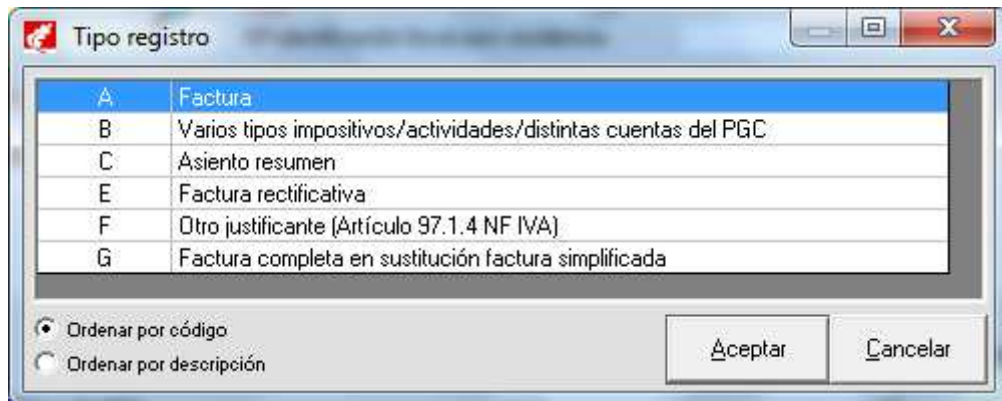 Tipo registro
A Factura
B Varios tipos impositivos/actividades/distintas cuentas del PGC
C Asiento resumen
E Factura rectificativa
F Otro justificante (Artículo 97.1.4 NF IVA)
G Factura completa en sustitución factura simplificada
Ordenar por código
Ordenar por descripción
Aceptar
Cancelar